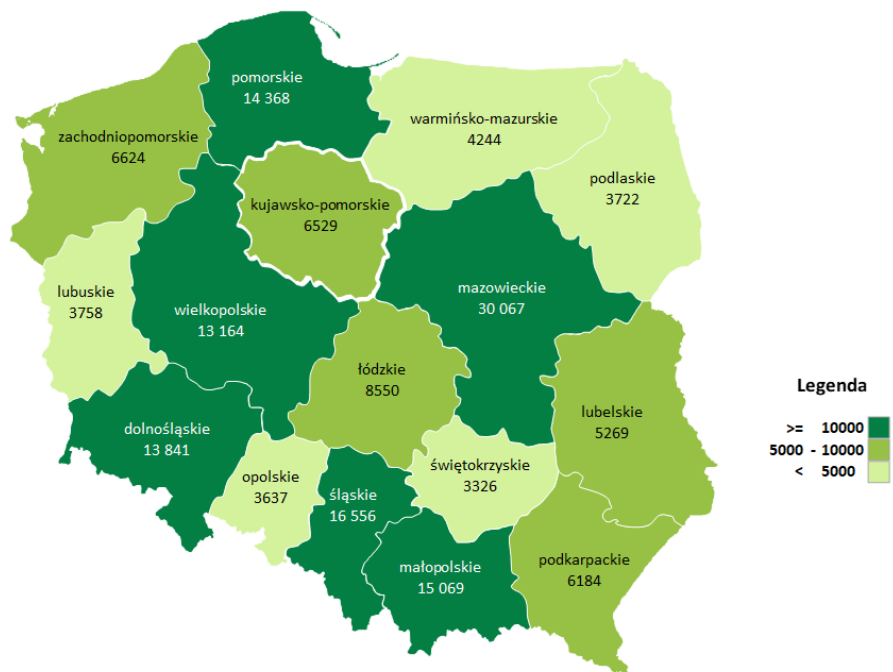 pomorskie
14 368
warmińsko-mazurskie
4244
zachodniopomorskie
6624
podlaskie
3722
kujawsko-pomorskie
6529
mazowieckie
30 067
lubuskie
3758
wielkopolskie
13 164
łódzkie
8550
lubelskie
5269
dolnośląskie
13 841
opolskie
3637
śląskie
16 556
świętokrzyskie
3326
małopolskie
15 069
podkarpackie
6184
Legenda
>= 10000
5000 - 10000
< 5000